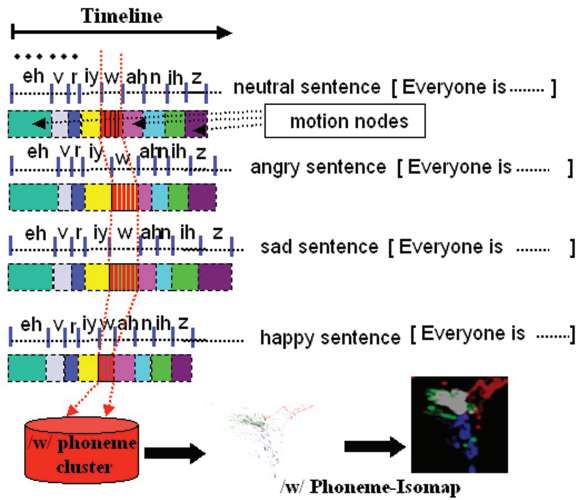 Timeline
eh v r iy w ah n ih z
neutral sentence [ Everyone is ....... ]
motion nodes
eh v r iy w ah n ih z
angry sentence [ Everyone is ....... ]
eh v r iy w ah n ih z
sad sentence [ Everyone is ....... ]
eh v r iy w ah n ih z
happy sentence [ Everyone is .......]
/w/ phoneme
cluster
/w/ Phoneme-Isomap